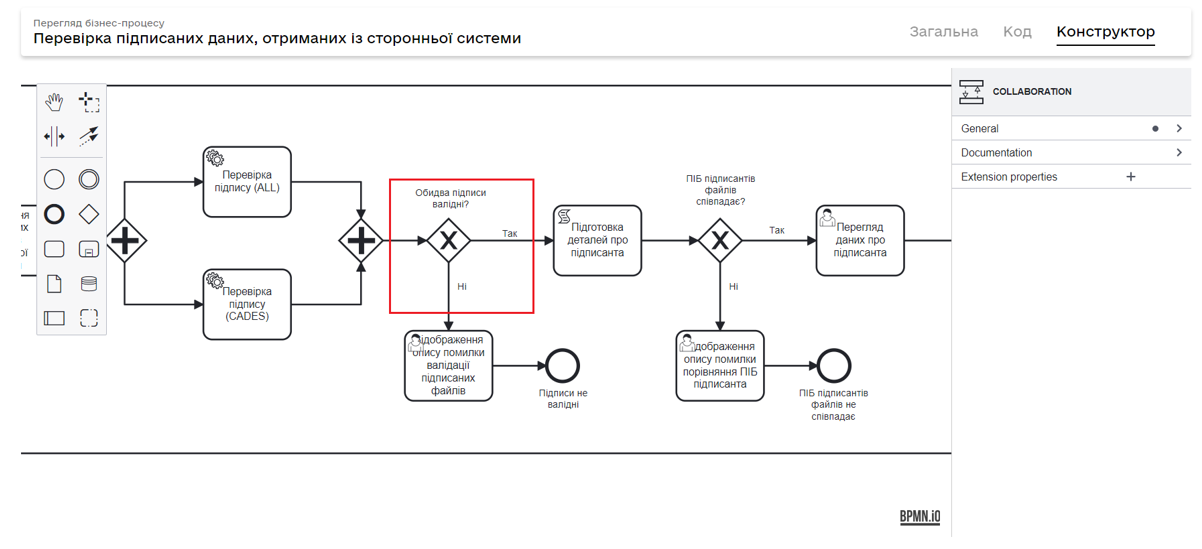 Перегляд бізнес-процесу
Перевірка підписаних даних, отриманих із сторонньої системи
Загальна
Код
Конструктор
COLLABORATION
General
Documentation
Extension properties
Перевірка
підпису (ALL)
Перевірка
підпису
(CADES)
Обидва підписи
валідні?
Так
Ні
Підготовка
деталей про
підписанта
ПІБ підписантів
файлів
співпадає?
Так
Ні
Перегляд
даних про
підписанта
Відображення
опису помилки
валідації
підписаних
файлів
Підписи не
валідні
Відображення
опису помилки
порівняння ПІБ
підписанта
ПІБ підписантів
файлів не
співпадає
BPMN.iO